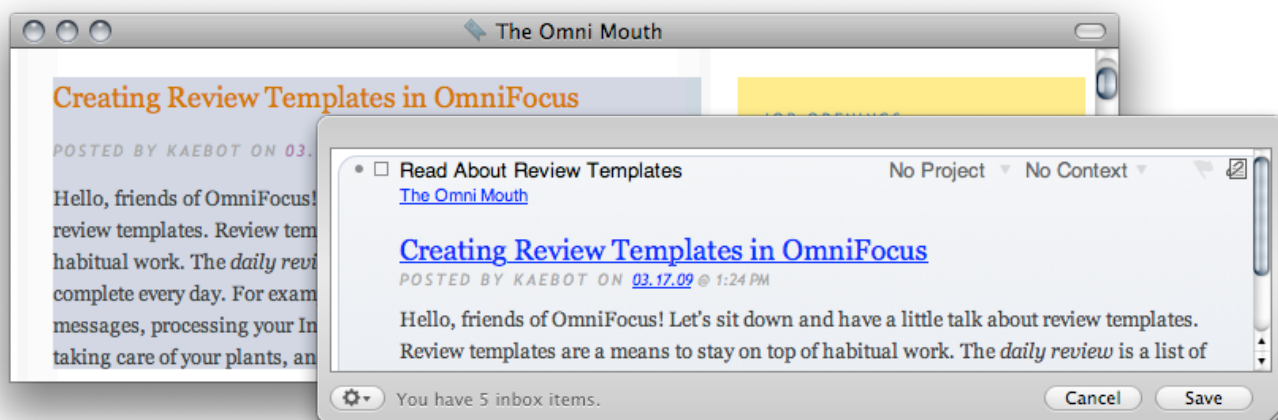 The Omni Mouth
Creating Review Templates in OmniFocus
JOB OPENINGS
POSTED BY KAEBOT ON 03.
Hello, friends of OmniFocus!
review templates. Review tem
habitual work. The daily revi
complete every day. For exam
messages, processing your In
taking care of your plants, an
Read About Review Templates No Project No Context
The Omni Mouth
Creating Review Templates in OmniFocus
POSTED BY KAEBOT ON 03.17.09 @ 1:24 PM
Hello, friends of OmniFocus! Let's sit down and have a little talk about review templates.
Review templates are a means to stay on top of habitual work. The daily review is a list of
You have 5 inbox items. Cancel Save